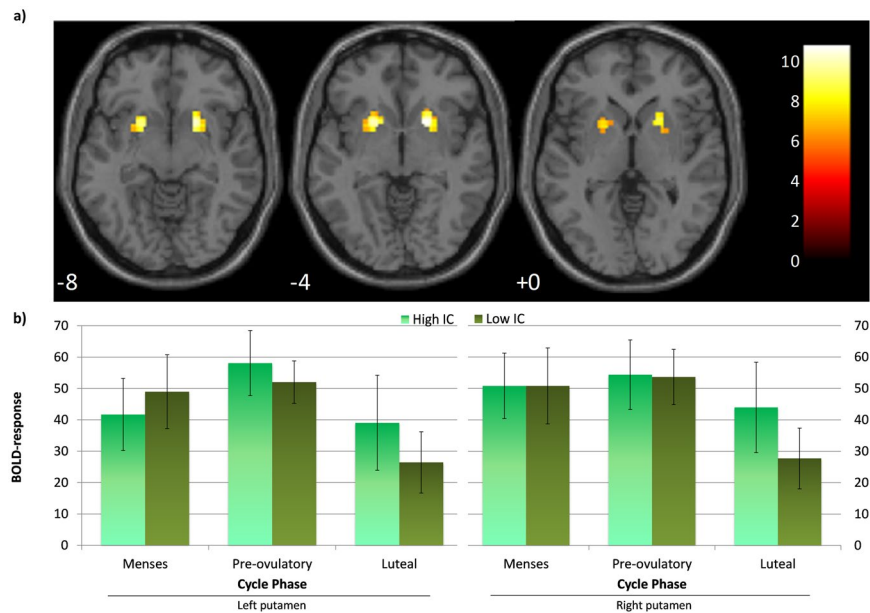 a)
10
8
6
4
2
0
-8
-4
+0
b)
High IC
Low IC
70
60
50
40
30
20
10
0
BOLD-response
70
60
50
40
30
20
10
0
Menses Pre-ovulatory Luteal
Cycle Phase
Left putamen
Menses Pre-ovulatory Luteal
Cycle Phase
Right putamen